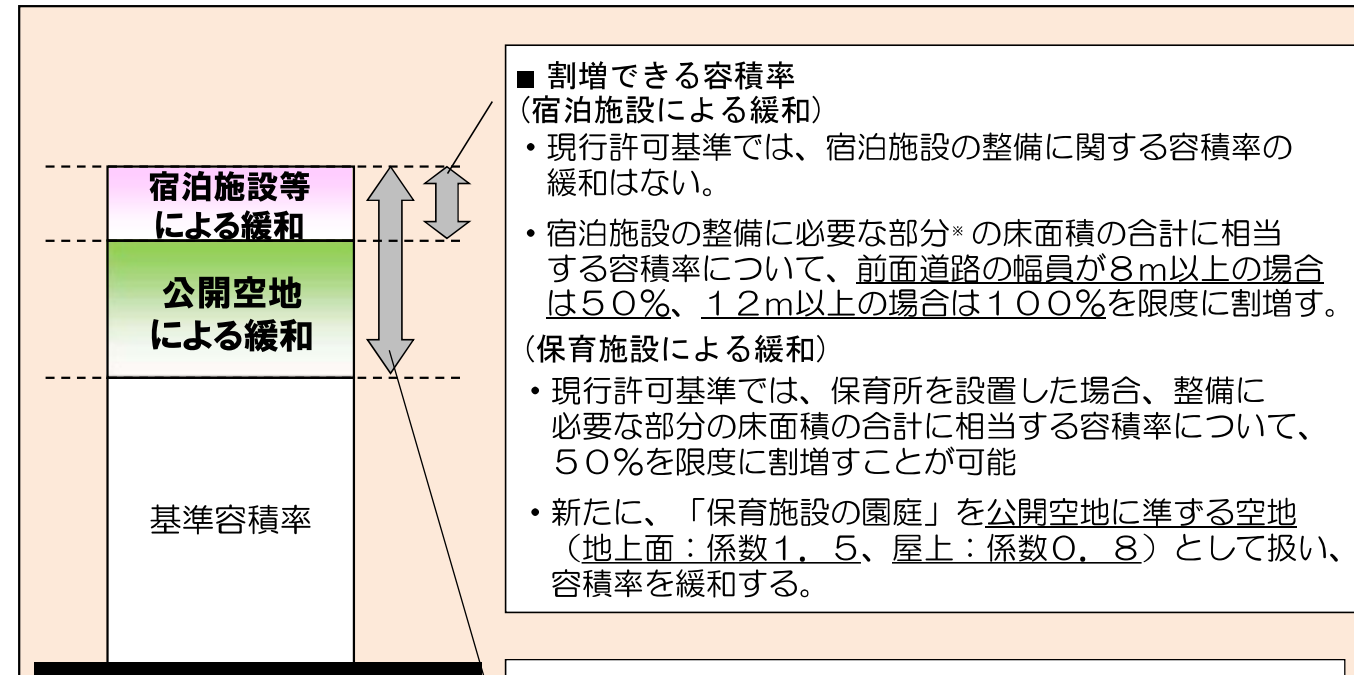 宿泊施設等
による緩和
公開空地
による緩和
基準容積率
■ 割増できる容積率
(宿泊施設による緩和)
・現行許可基準では、宿泊施設の整備に関する容積率の
緩和はない。
・宿泊施設の整備に必要な部分※の床面積の合計に相当
する容積率について、前面道路の幅員が8m以上の場合
は50%、12m以上の場合は100%を限度に割増す。
(保育施設による緩和)
・現行許可基準では、保育所を設置した場合、整備に
必要な部分の床面積の合計に相当する容積率について、
50%を限度に割増すことが可能
・新たに、「保育施設の園庭」を公開空地に準ずる空地
（地上面：係数1．5、屋上：係数0．8）として扱い、
容積率を緩和する。